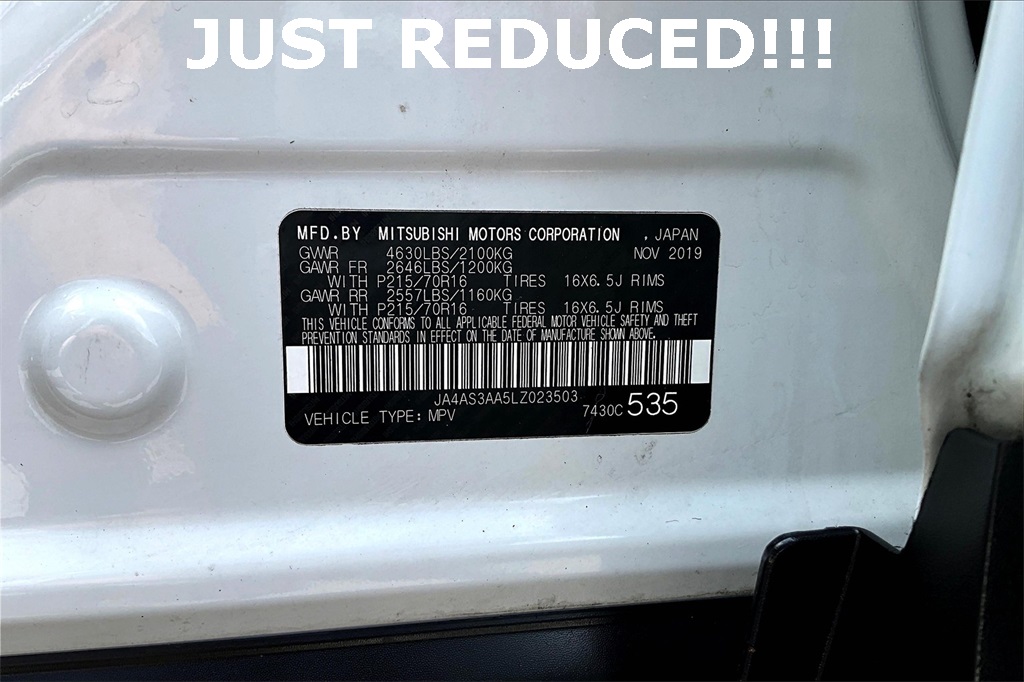 JUST REDUCED!!!
MFD.BY MITSUBISHI MOTORS CORPORATION , JAPAN
GVWR 4630LBS/2100KG NOV 2019
GAWR FR 2646LBS/1200KG
WITH P215/70R16 TIRES 16X6.5J RIMS
GAWR RR 2557LBS/1160KG
WITH P215/70R16 TIRES 16X6.5J RIMS
THIS VEHICLE CONFORMS TO ALL APPLICABLE FEDERAL MOTOR VEHICLE SAFETY AND THEFT
PREVENTION STANDARDS IN EFFECT ON THE DATE OF MANUFACTURE SHOWN ABOVE.
JA4AS3AA5LZ023503
VEHICLE TYPE: MPV 7430C 535